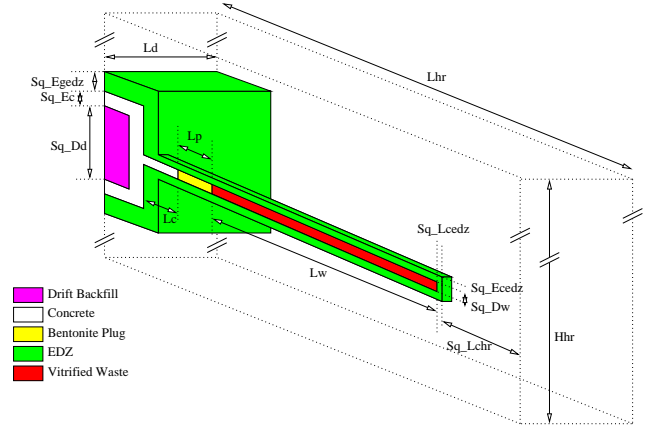 Ld
Lhr
Sq_Egedz
Sq_Ec
Sq_Dd
Lp
Lc
Sq_Lcedz
Lw
Sq_Ecedz
Sq_Dw
Sq_Lchr
Hhr
Drift Backfill
Concrete
Bentonite Plug
EDZ
Vitrified Waste